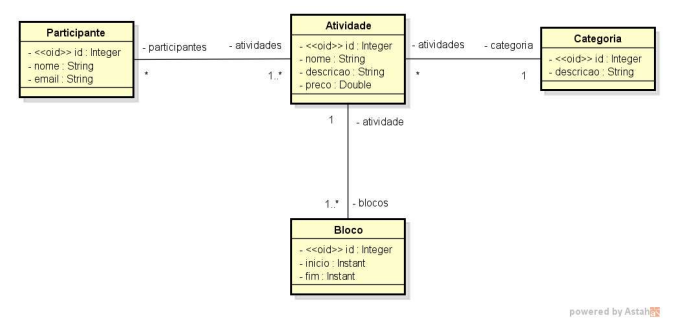 Participante
- <<oid>> id : Integer
- nome : String
- email : String
- participantes
*
- atividades
1..*
Atividade
- <<oid>> id : Integer
- nome : String
- descricao : String
- preco : Double
- atividades
*
- categoria
1
Categoria
- <<oid>> id : Integer
- descricao : String
1
- atividade
1..*
- blocos
Bloco
- <<oid>> id : Integer
- inicio : Instant
- fim : Instant
powered by Astah